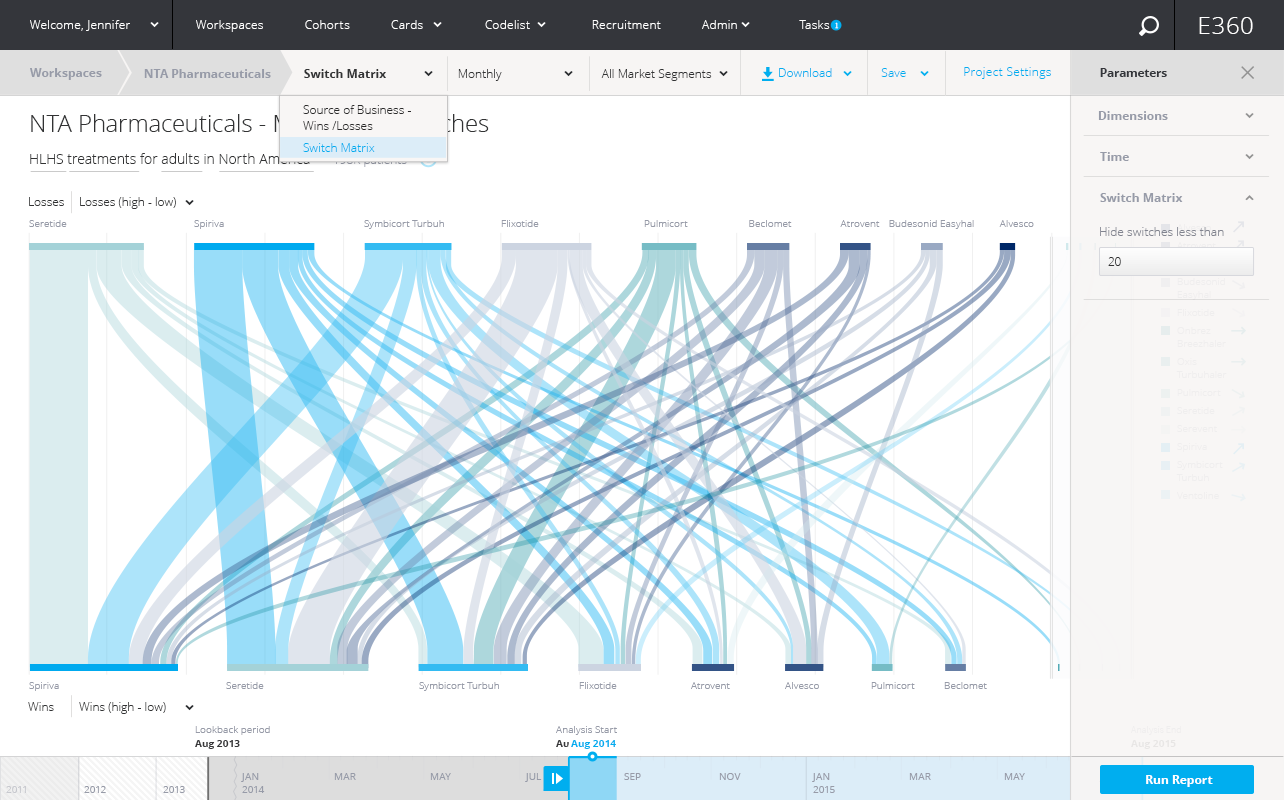 Welcome, Jennifer
Workspaces
Cohorts
Cards
Codelist
Recruitment
Admin
Tasks
E360
Workspaces
NTA Pharmaceuticals
Switch Matrix
Monthly
All Market Segments
Download
Save
Project Settings
Parameters
Source of Business -
Wins /Losses
Switch Matrix
NTA Pharmaceuticals -
HLHS treatments for adults in North America
Losses
Losses (high - low)
Seretide
Spiriva
Symbicort Turbuh
Flixotide
Pulmicort
Beclomet
Atrovent
Budesonid Easyhal
Alvesco
Dimensions
Time
Switch Matrix
Hide switches less than
20
Spiriva
Seretide
Symbicort Turbuh
Flixotide
Atrovent
Alvesco
Pulmicort
Beclomet
Wins
Wins (high - low)
Lookback period
Aug 2013
Analysis Start
Aug 2014
Aug 2015
2011
2012
2013
JAN
2014
MAR
MAY
JUL
SEP
NOV
JAN
2015
MAR
MAY
Run Report